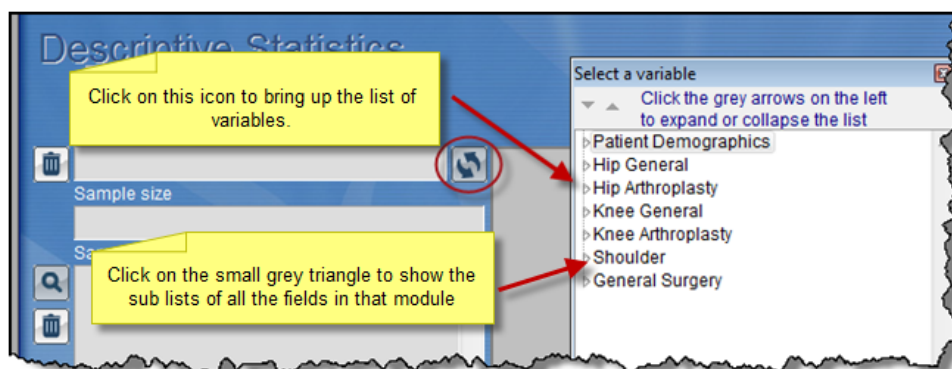 Descriptive Statistics
Click on this icon to bring up the list of
variables.
Sample size
Sa
Click on the small grey triangle to show the
sub lists of all the fields in that module
Select a variable
Click the grey arrows on the left
to expand or collapse the list
Patient Demographics
Hip General
Hip Arthroplasty
Knee General
Knee Arthroplasty
Shoulder
General Surgery